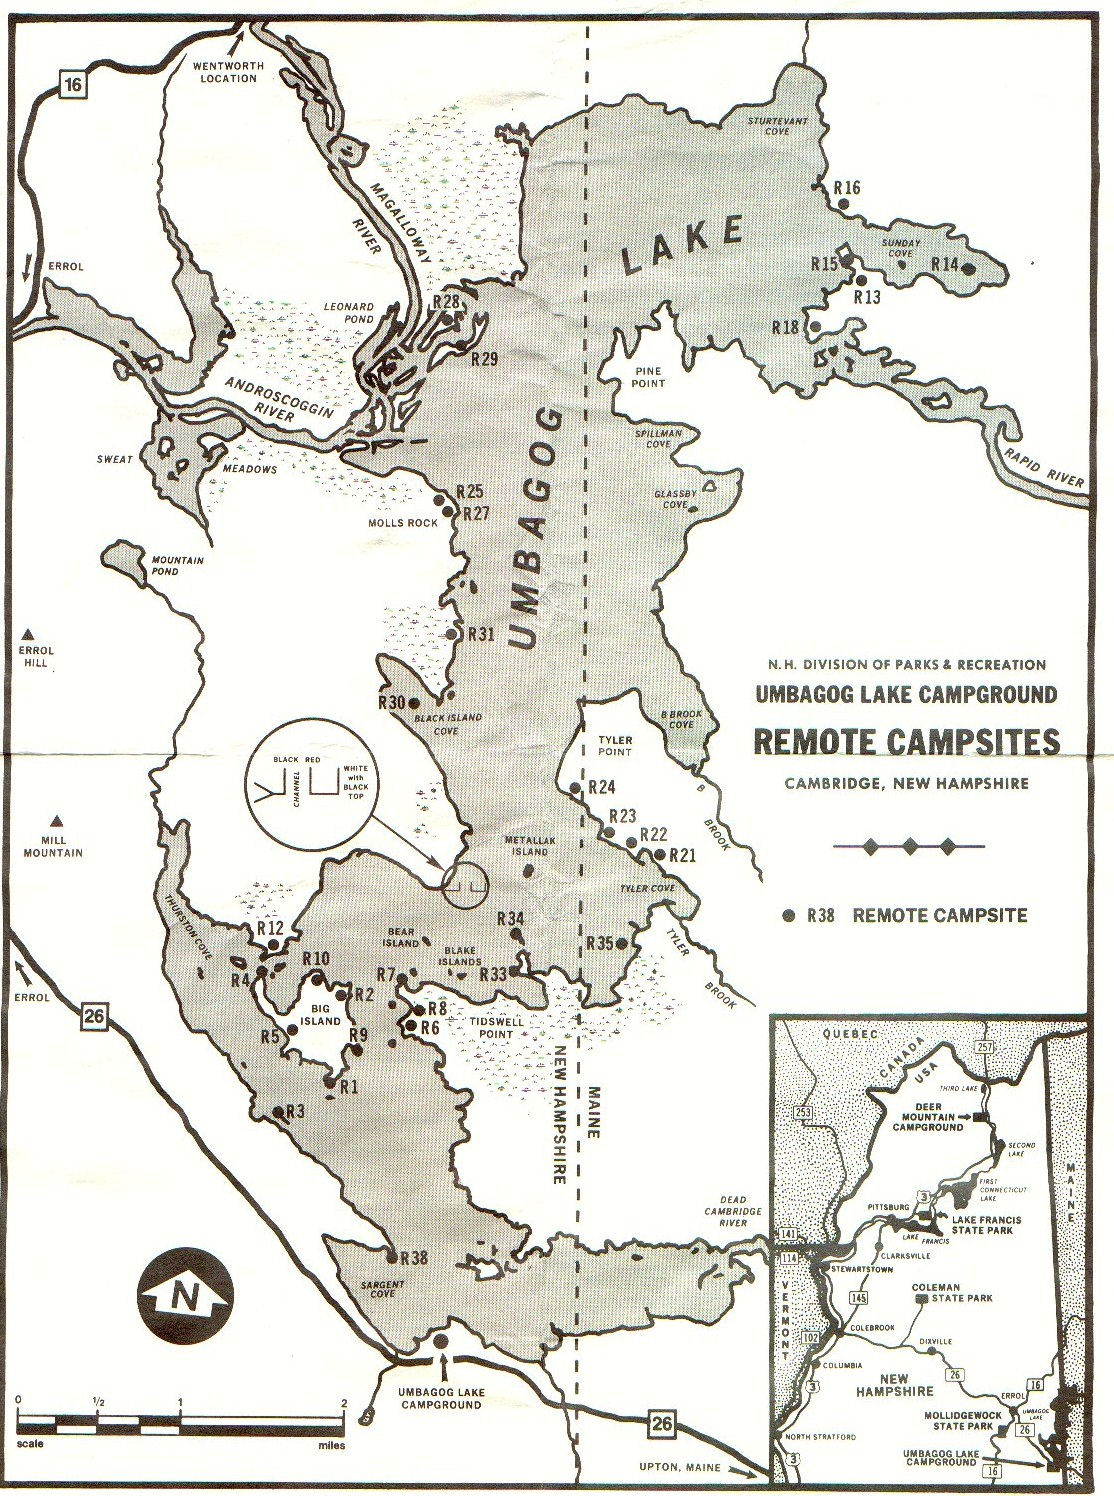 WENTWORTH
LOCATION
16
STURTEVANT
COVE
R16
MAGALLOWAY
RIVER
LAKE
UMBAGOG
SUNDAY
COVE
R15
R14
R13
R18
ERROL
LEONARD
POND
R28
R29
PINE
POINT
ANDROSCOGGIN
RIVER
SPILLMAN
COVE
SWEAT
MEADOWS
RAPID RIVER
GLASSBY
COVE
R25
R27
MOLLS ROCK
MOUNTAIN
POND
R31
ERROL
HILL
N.H. DIVISION OF PARKS & RECREATION
UMBAGOG LAKE CAMPGROUND
REMOTE CAMPSITES
CAMBRIDGE, NEW HAMPSHIRE
R38 REMOTE CAMPSITE
R30
BLACK ISLAND
COVE
B BROOK
COVE
TYLER
POINT
BLACK RED
CHANNEL
WHITE
with
BLACK
TOP
R24
B
BROOK
R23
R22
R21
MILL
MOUNTAIN
METALLAK
ISLAND
TYLER COVE
THURSTON COVE
R12
BEAR
ISLAND
BLAKE
ISLANDS
R34
R35
TYLER
BROOK
R4
R10
R7
R33
R2
BIG
ISLAND
R8
R6
TIDSWELL
POINT
R5
R9
ERROL
26
R1
R3
NEW HAMPSHIRE
MAINE
DEAD
CAMBRIDGE
RIVER
R38
SARGENT
COVE
N
UMBAGOG LAKE
CAMPGROUND
0 1/2 1 2
scale miles
26
UPTON, MAINE
QUEBEC
CANADA
USA
257
THIRD LAKE
253
DEER
MOUNTAIN
CAMPGROUND
SECOND
LAKE
FIRST
CONNECTICUT
LAKE
3
PITTSBURG
LAKE FRANCIS
STATE PARK
LAKE FRANCIS
MAINE
141
114
CLARKSVILLE
STEWARTSTOWN
VERMONT
COLEMAN
STATE PARK
145
102
COLEBROOK
DIXVILLE
COLUMBIA
26
3
NEW
HAMPSHIRE
16
ERROL
UMBAGOG
LAKE
MOLLIDGEWOCK
STATE PARK
26
NORTH STRATFORD
UMBAGOG LAKE
CAMPGROUND
3
16